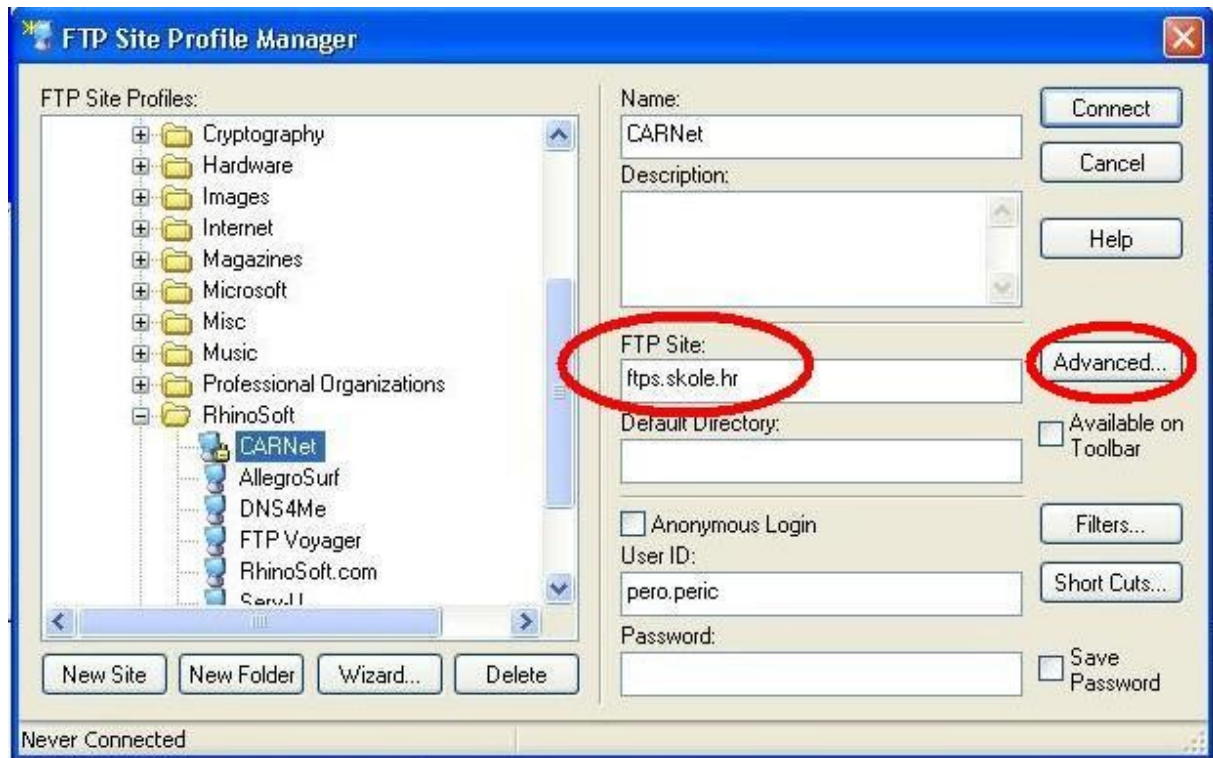 FTP Site Profile Manager
FTP Site Profiles:
Cryptography
Hardware
Images
Internet
Magazines
Microsoft
Misc
Music
Professional Organizations
RhinoSoft
CARNet
AllegroSurf
DNS4Me
FTP Voyager
RhinoSoft.com
Serv-U
New Site
New Folder
Wizard...
Delete
Name:
CARNet
Description:
FTP Site:
ftps.skole.hr
Default Directory:
Anonymous Login
User ID:
pero.peric
Password:
Connect
Cancel
Help
Advanced...
Available on
Toolbar
Filters...
Short Cuts...
Save
Password
Never Connected